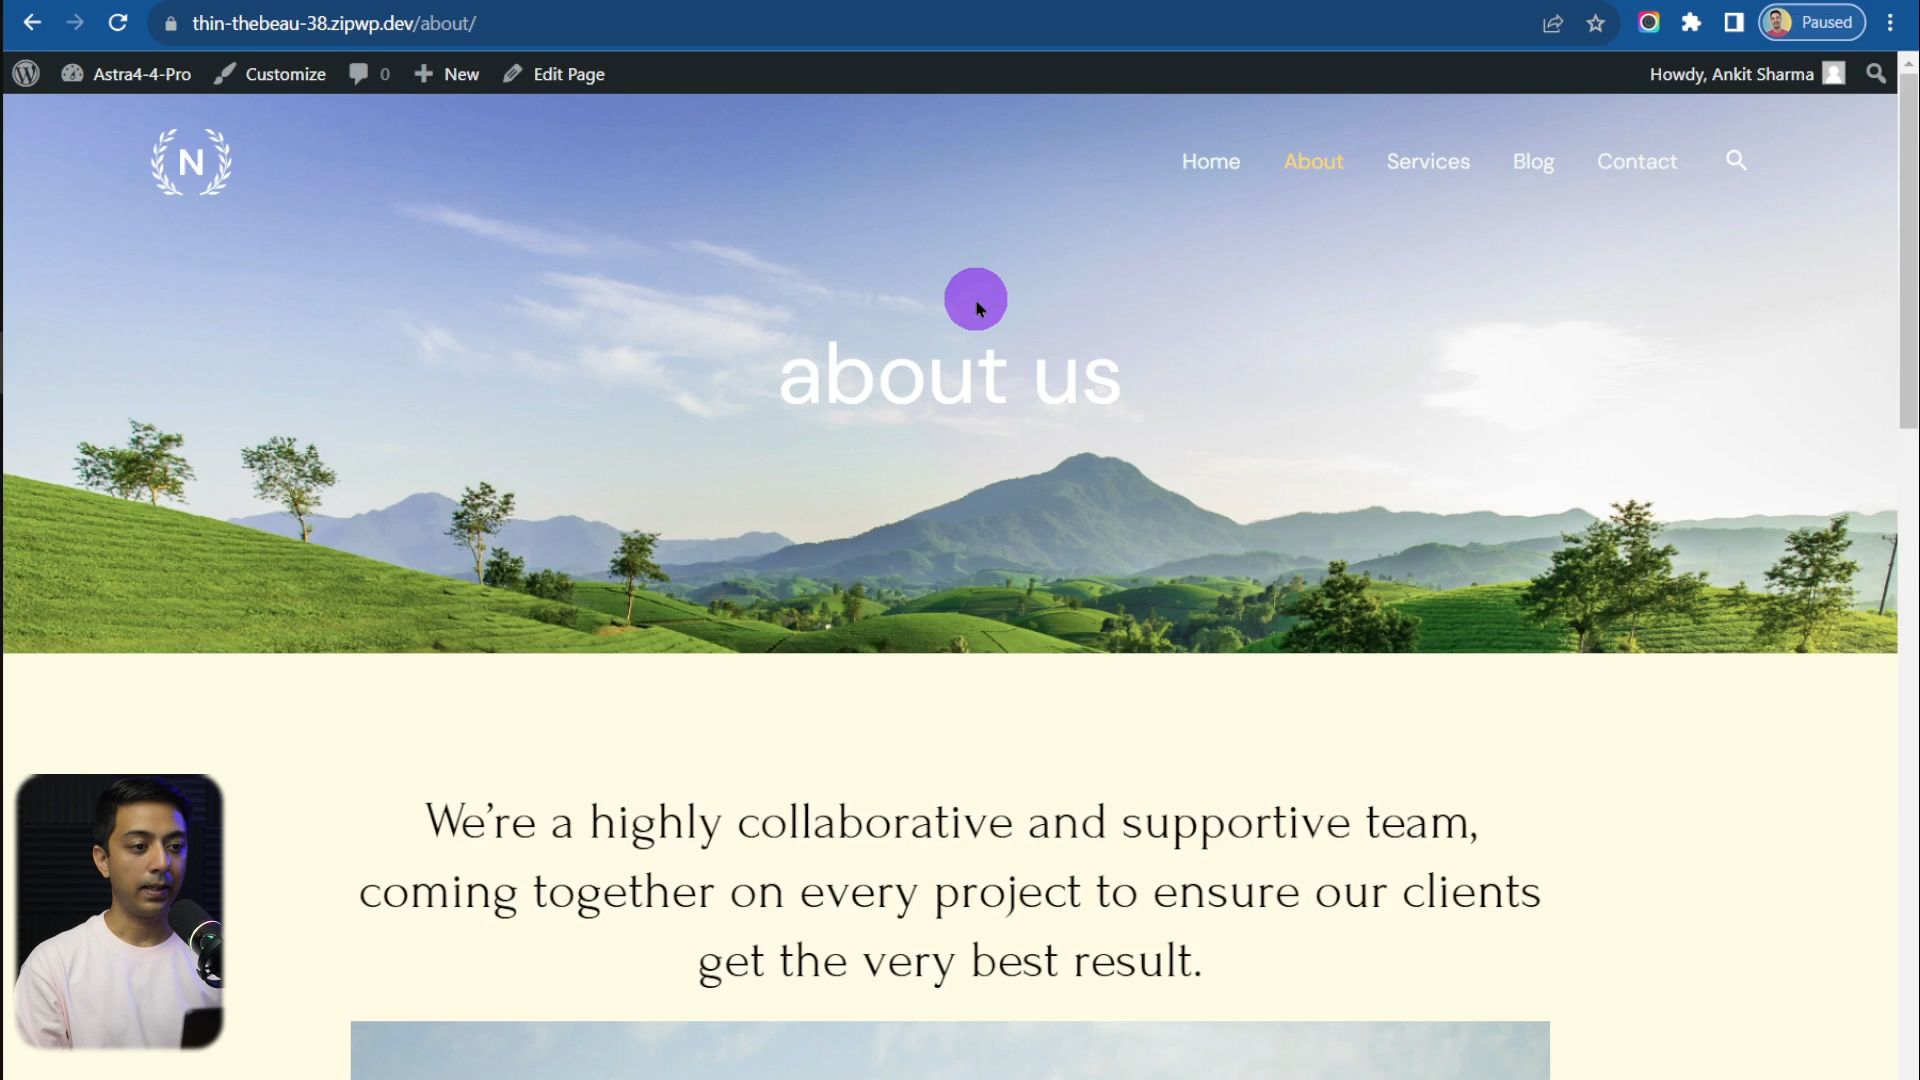 thin-thebeau-38.zipwp.dev/about/
Paused
Astra4-4-Pro
Customize
0
New
Edit Page
Howdy, Ankit Sharma
N
Home
About
Services
Blog
Contact
about us
We’re a highly collaborative and supportive team,
coming together on every project to ensure our clients
get the very best result.